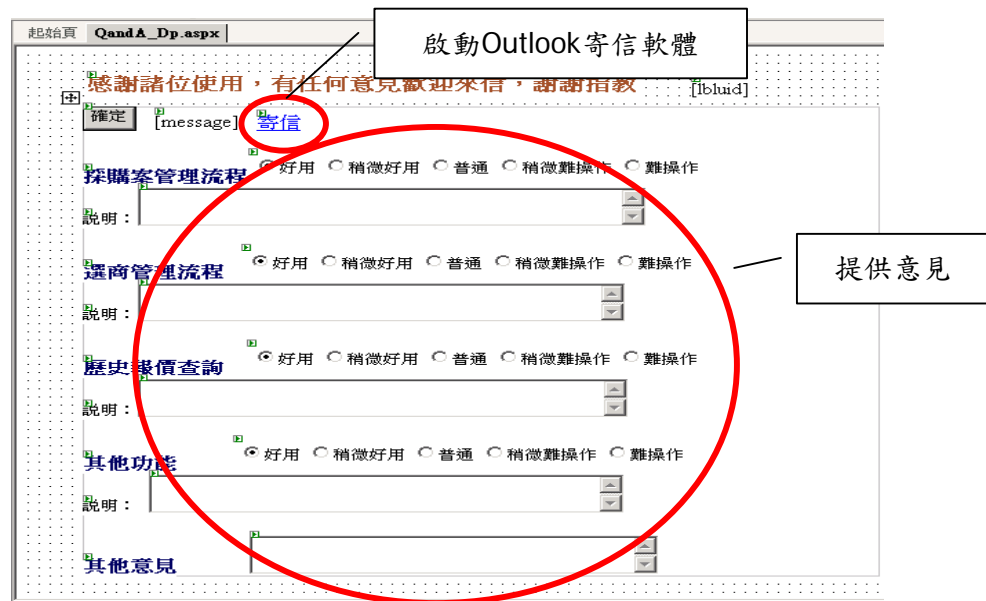 起始頁 QandA_Dp.aspx
啟動Outlook寄信軟體
感謝諸位使用，有任何意見歡迎來信，謝謝指教 [lbluid]
確定 [message] 寄信
採購案管理流程 好用 稍微好用 普通 稍微難操作 難操作
說明：
選商管理流程 好用 稍微好用 普通 稍微難操作 難操作
提供意見
說明：
歷史報價查詢 好用 稍微好用 普通 稍微難操作 難操作
說明：
其他功能 好用 稍微好用 普通 稍微難操作 難操作
說明：
其他意見